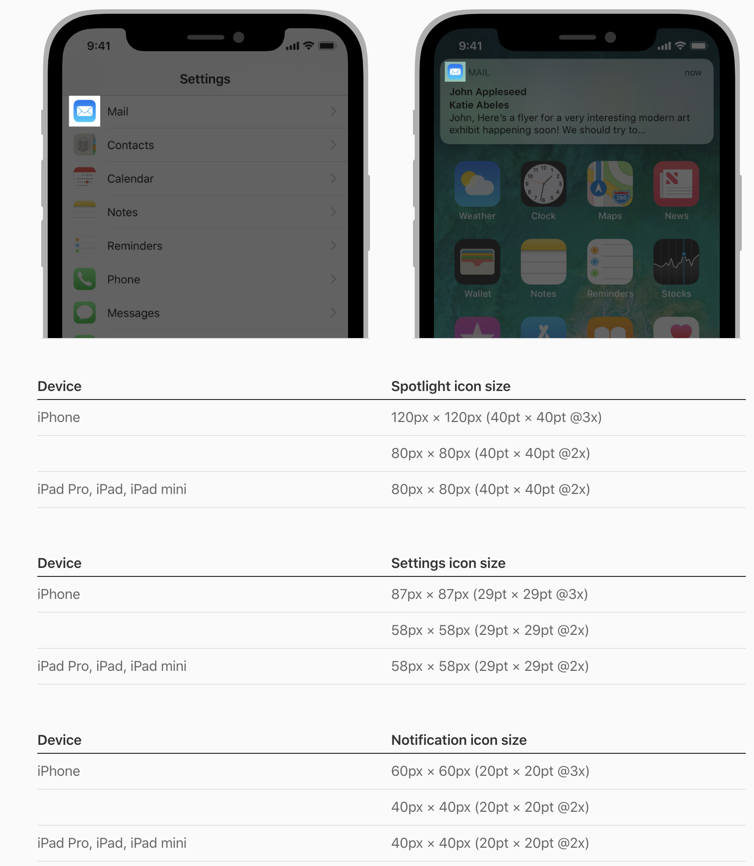 9:41
Settings
Mail
Contacts
Calendar
Notes
Reminders
Phone
Messages
9:41
MAIL now
John Appleseed
Katie Abeles
John, Here's a flyer for a very interesting modern art
exhibit happening soon! We should try to...
Weather Clock Maps News
280
Wallet Notes Reminders Stocks
Device Spotlight icon size
iPhone 120px × 120px (40pt × 40pt @3x)
80px × 80px (40pt × 40pt @2x)
iPad Pro, iPad, iPad mini 80px × 80px (40pt × 40pt @2x)
Device Settings icon size
iPhone 87px × 87px (29pt × 29pt @3x)
58px × 58px (29pt × 29pt @2x)
iPad Pro, iPad, iPad mini 58px × 58px (29pt × 29pt @2x)
Device Notification icon size
iPhone 60px × 60px (20pt × 20pt @3x)
40px × 40px (20pt × 20pt @2x)
iPad Pro, iPad, iPad mini 40px × 40px (20pt × 20pt @2x)